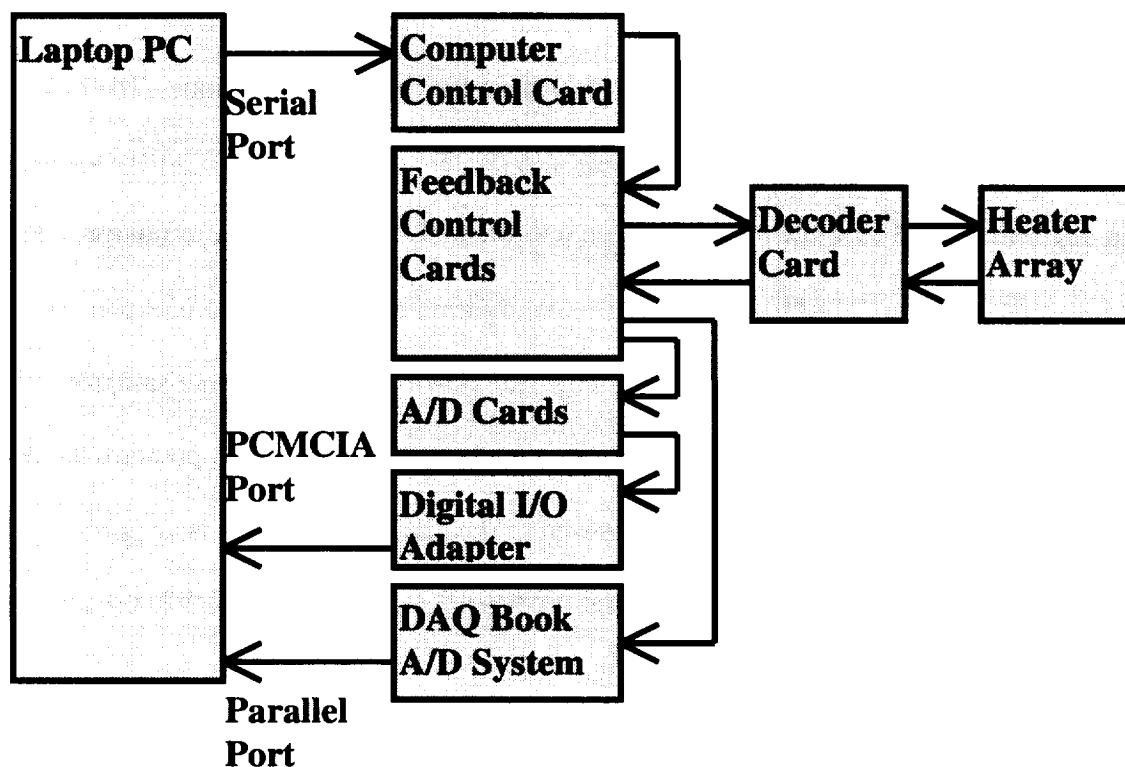 Laptop PC
Serial
Port
Computer
Control Card
Feedback
Control
Cards
Decoder
Card
Heater
Array
A/D Cards
PCMCIA
Port
Digital I/O
Adapter
DAQ Book
A/D System
Parallel
Port